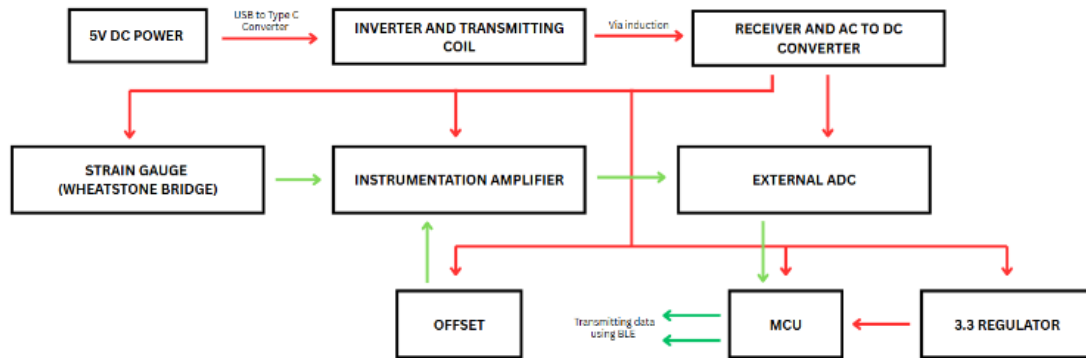 USB to Type C
Converter
5V DC POWER
INVERTER AND TRANSMITTING
COIL
Via induction
RECEIVER AND AC TO DC
CONVERTER
STRAIN GAUGE
(WHEATSTONE BRIDGE)
INSTRUMENTATION AMPLIFIER
EXTERNAL ADC
OFFSET
Transmitting data
using BLE
MCU
3.3 REGULATOR